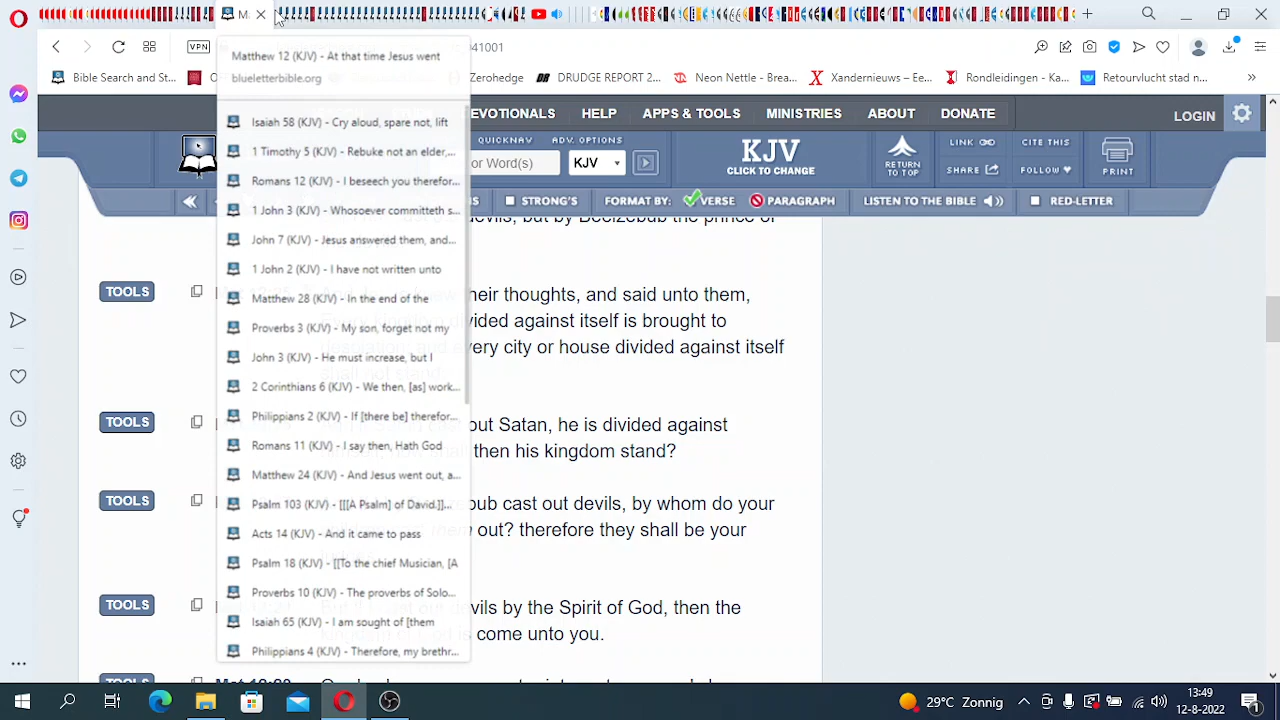 M
041001
VPN
Bible Search and St...
Zerohedge
DRUDGE REPORT 2...
Neon Nettle - Brea...
Xandernieuws – Ee...
Rondleidingen - Ka...
Retourvlucht stad n...
»
Matthew 12 (KJV) - At that time Jesus went
blueletterbible.org
DEVOTIONALS
HELP
APPS & TOOLS
MINISTRIES
ABOUT
DONATE
LOGIN
QUICKNAV
ADV. OPTIONS
or Word(s)
KJV
KJV
CLICK TO CHANGE
RETURN
TO TOP
LINK
CITE THIS
SHARE
FOLLOW
PRINT
STRONG'S
FORMAT BY:
VERSE
PARAGRAPH
LISTEN TO THE BIBLE
RED-LETTER
Isaiah 58 (KJV) - Cry aloud, spare not, lift
1 Timothy 5 (KJV) - Rebuke not an elder,...
Romans 12 (KJV) - I beseech you therefor...
1 John 3 (KJV) - Whosoever committeth s...
John 7 (KJV) - Jesus answered them, and...
1 John 2 (KJV) - I have not written unto
Matthew 28 (KJV) - In the end of the
Proverbs 3 (KJV) - My son, forget not my
John 3 (KJV) - He must increase, but I
2 Corinthians 6 (KJV) - We then, [as] work...
Philippians 2 (KJV) - If [there be] therefor...
Romans 11 (KJV) - I say then, Hath God
Matthew 24 (KJV) - And Jesus went out, a...
Psalm 103 (KJV) - [[[A Psalm] of David.]]...
Acts 14 (KJV) - And it came to pass
Psalm 18 (KJV) - [[To the chief Musician, [A
Proverbs 10 (KJV) - The proverbs of Solo...
Isaiah 65 (KJV) - I am sought of [them
Philippians 4 (KJV) - Therefore, my brethr...
devils, but by Beelzebub the prince of
TOOLS
their thoughts, and said unto them,
divided against itself is brought to
every city or house divided against itself
TOOLS
out Satan, he is divided against
then his kingdom stand?
TOOLS
cast out devils, by whom do your
them out? therefore they shall be your
TOOLS
devils by the Spirit of God, then the
is come unto you.
TOOLS
29°C Zonnig
13:49
12-8-2022
1